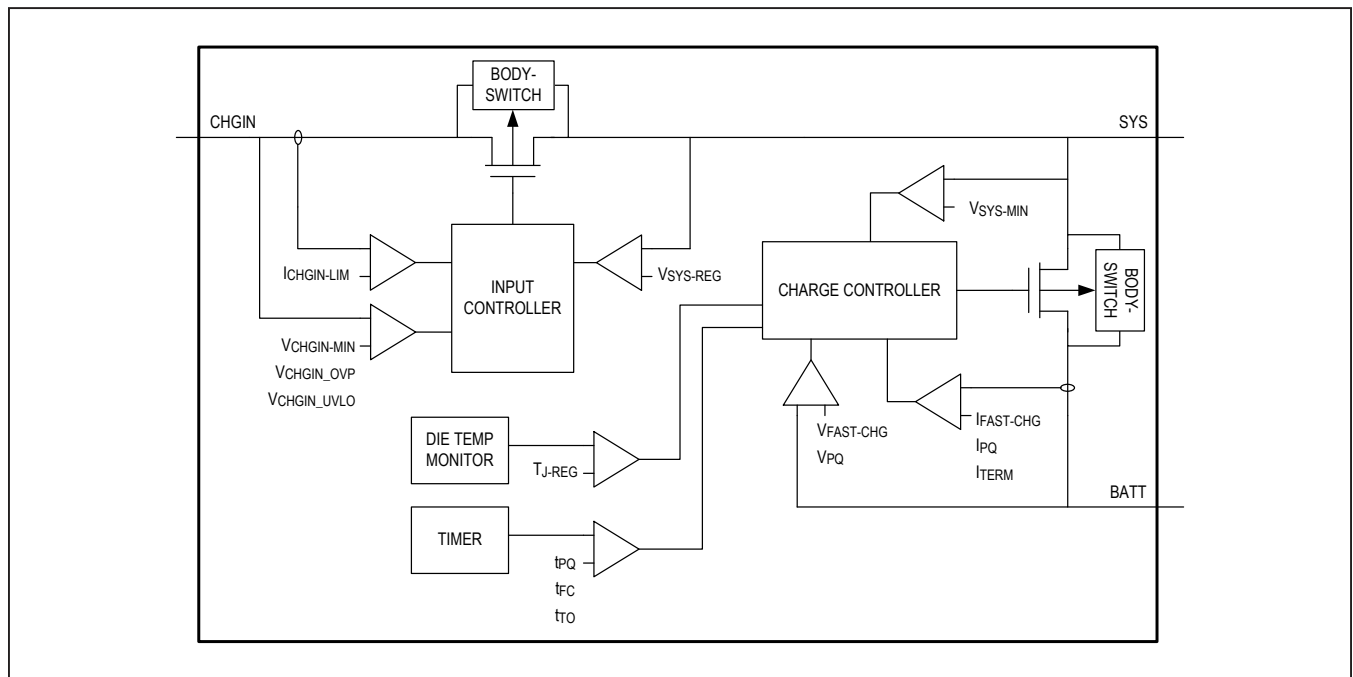 BODY-
SWITCH
CHGIN
SYS
VSYS-MIN
ICHGIN-LIM
INPUT
CONTROLLER
VSYS-REG
CHARGE CONTROLLER
BODY-
SWITCH
VCHGIN-MIN
VCHGIN_OVP
VCHGIN_UVLO
DIE TEMP
MONITOR
TJ-REG
VFAST-CHG
VPQ
IFAST-CHG
IPQ
ITERM
BATT
TIMER
tPQ
tFC
tTO